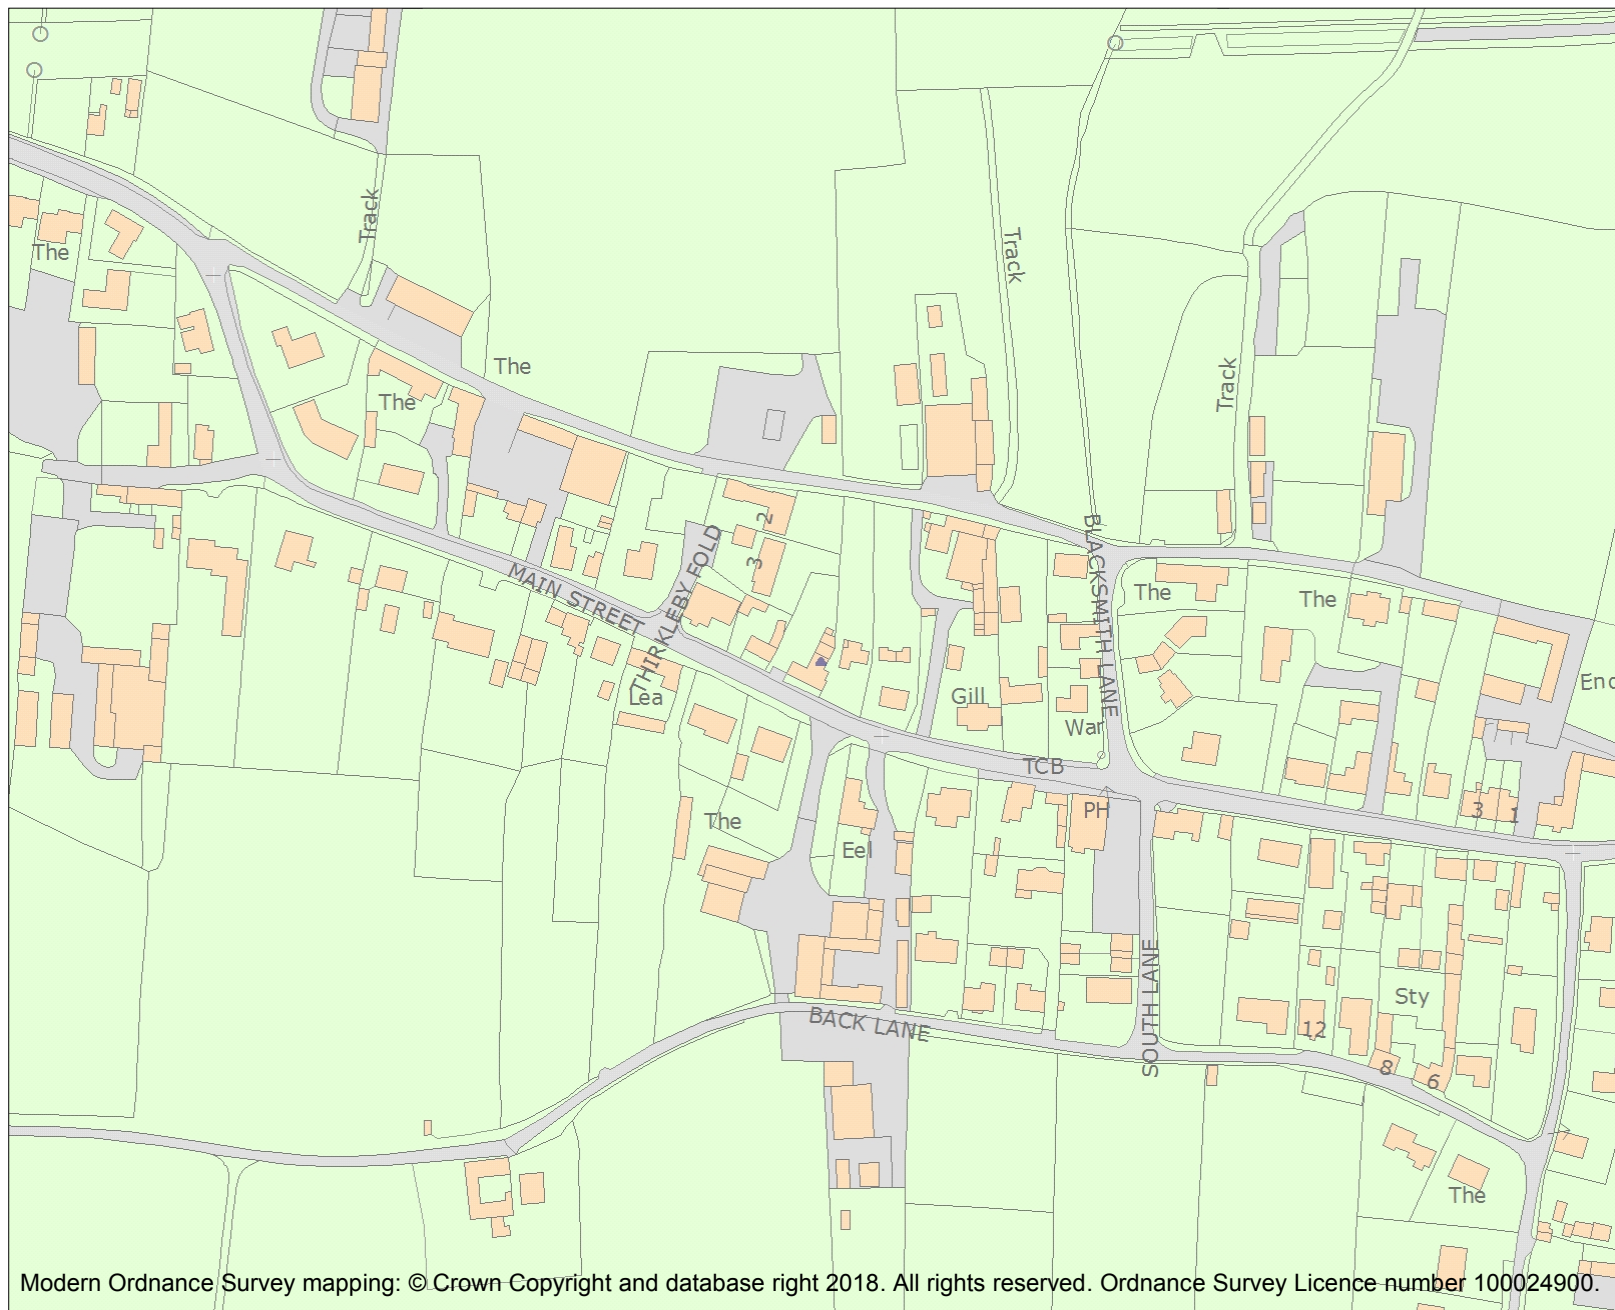 Track
The
Track
The
Track
The
2
THIRKLEBY FOLD
3
BLACKSMITH LANE
MAIN STREET
The
The
End
Lea
Gill
War
TCB
PH
3
1
The
Eel
SOUTH LANE
Sty
BACK LANE
12
8
6
The
Modern Ordnance Survey mapping: © Crown Copyright and database right 2018. All rights reserved. Ordnance Survey Licence number 100024900.